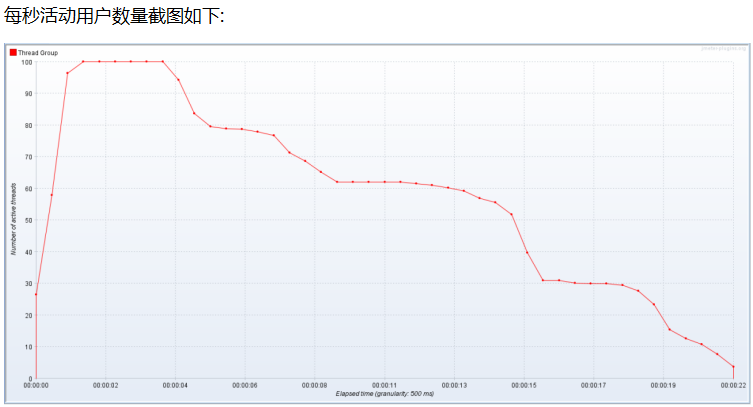 每秒活动用户数量截图如下:
Thread Group
100
90
80
70
60
50
40
30
20
10
0
Number of active threads
00:00:00 00:00:02 00:00:04 00:00:06 00:00:08 00:00:11 00:00:13 00:00:15 00:00:17 00:00:19 00:00:22
Elapsed time (granularity: 500 ms)